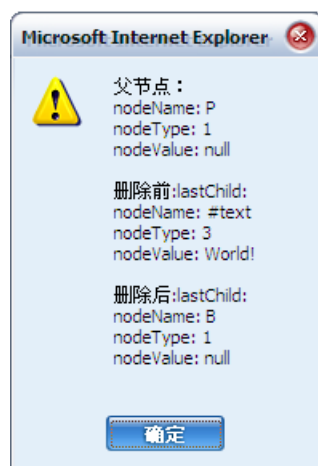 Microsoft Internet Explorer
父节点：
nodeName: P
nodeType: 1
nodeValue: null
删除前:lastChild:
nodeName: #text
nodeType: 3
nodeValue: World!
删除后:lastChild:
nodeName: B
nodeType: 1
nodeValue: null
确定